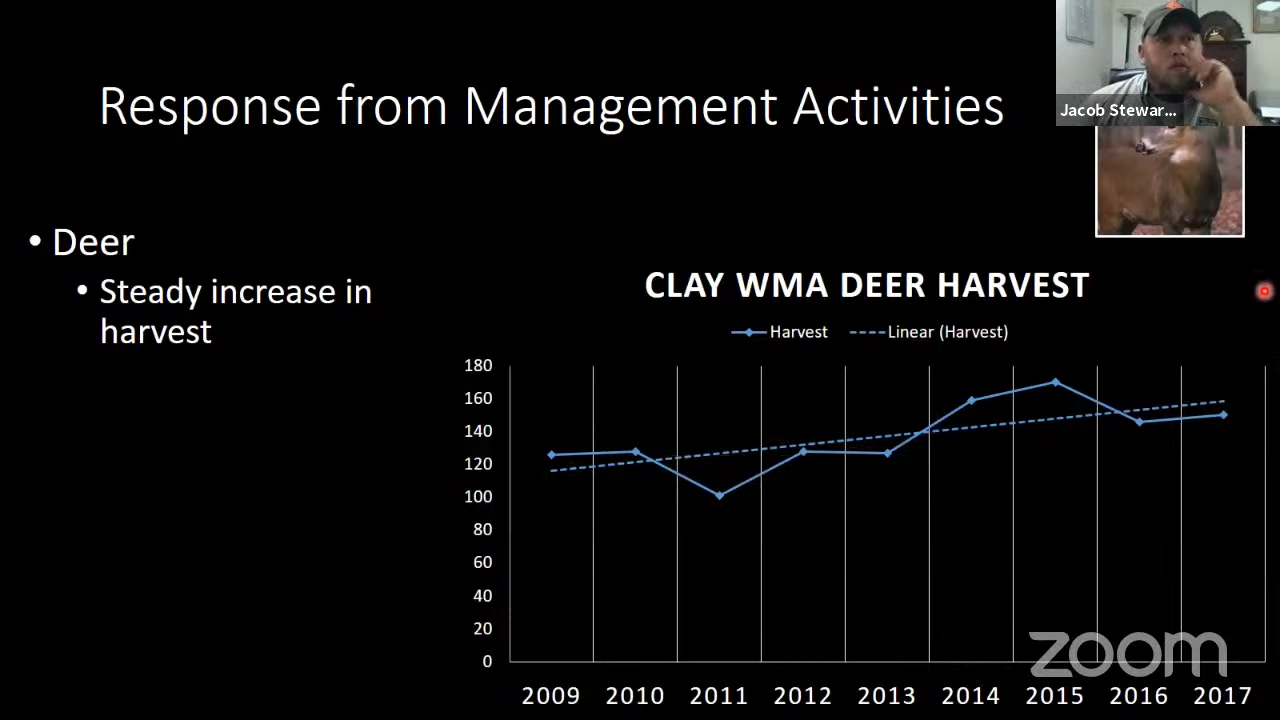 Response from Management Activities
Jacob Stewar...
• Deer
• Steady increase in
harvest
CLAY WMA DEER HARVEST
Harvest Linear (Harvest)
180
160
140
120
100
80
60
40
20
0
2009 2010 2011 2012 2013 2014 2015 2016 2017
zoom